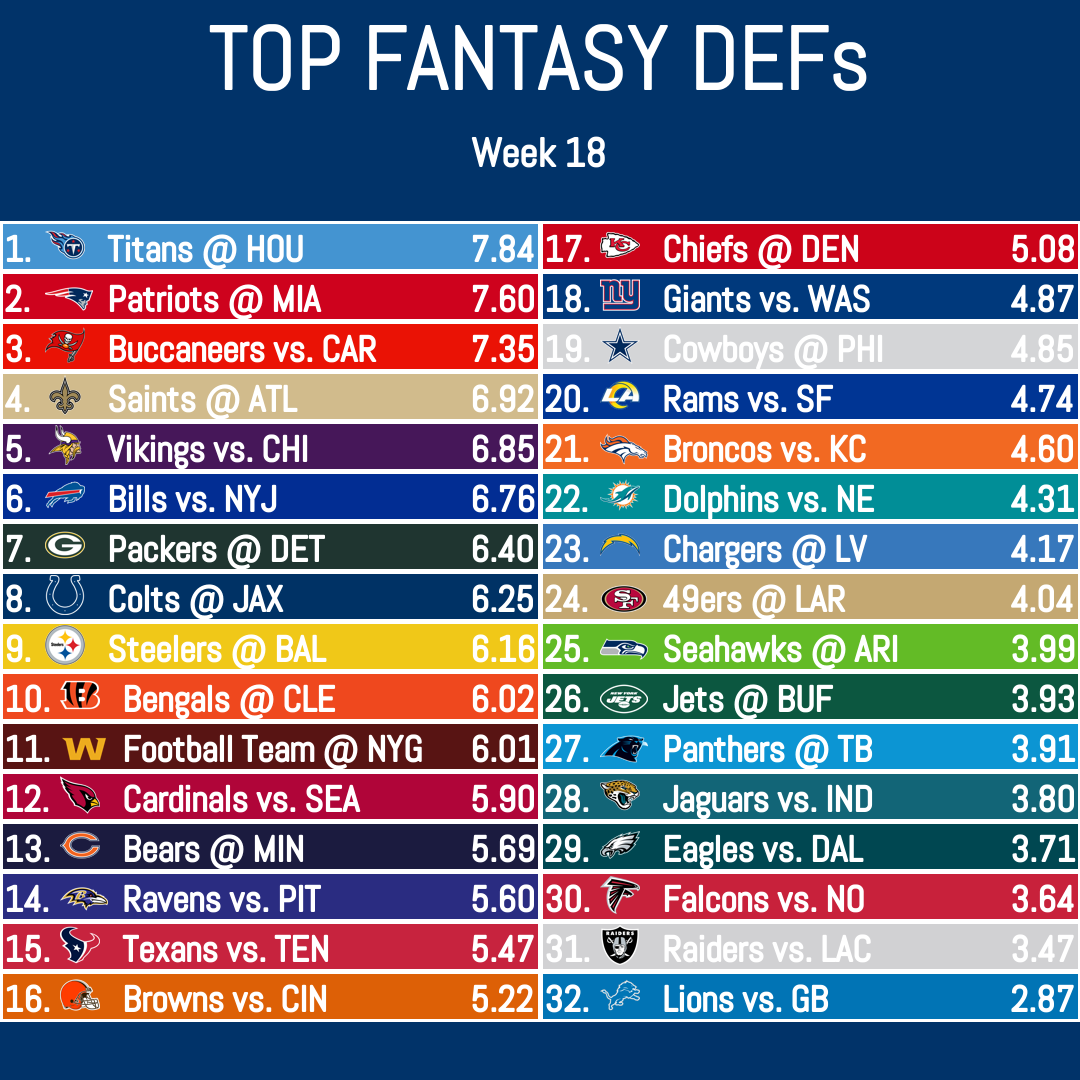 TOP FANTASY DEFs
Week 18
1. Titans @ HOU 7.84
2. Patriots @ MIA 7.60
3. Buccaneers vs. CAR 7.35
4. Saints @ ATL 6.92
5. Vikings vs. CHI 6.85
6. Bills vs. NYJ 6.76
7. Packers @ DET 6.40
8. Colts @ JAX 6.25
9. Steelers @ BAL 6.16
10. Bengals @ CLE 6.02
11. Football Team @ NYG 6.01
12. Cardinals vs. SEA 5.90
13. Bears @ MIN 5.69
14. Ravens vs. PIT 5.60
15. Texans vs. TEN 5.47
16. Browns vs. CIN 5.22
17. Chiefs @ DEN 5.08
18. Giants vs. WAS 4.87
19. Cowboys @ PHI 4.85
20. Rams vs. SF 4.74
21. Broncos vs. KC 4.60
22. Dolphins vs. NE 4.31
23. Chargers @ LV 4.17
24. 49ers @ LAR 4.04
25. Seahawks @ ARI 3.99
26. Jets @ BUF 3.93
27. Panthers @ TB 3.91
28. Jaguars vs. IND 3.80
29. Eagles vs. DAL 3.71
30. Falcons vs. NO 3.64
31. Raiders vs. LAC 3.47
32. Lions vs. GB 2.87